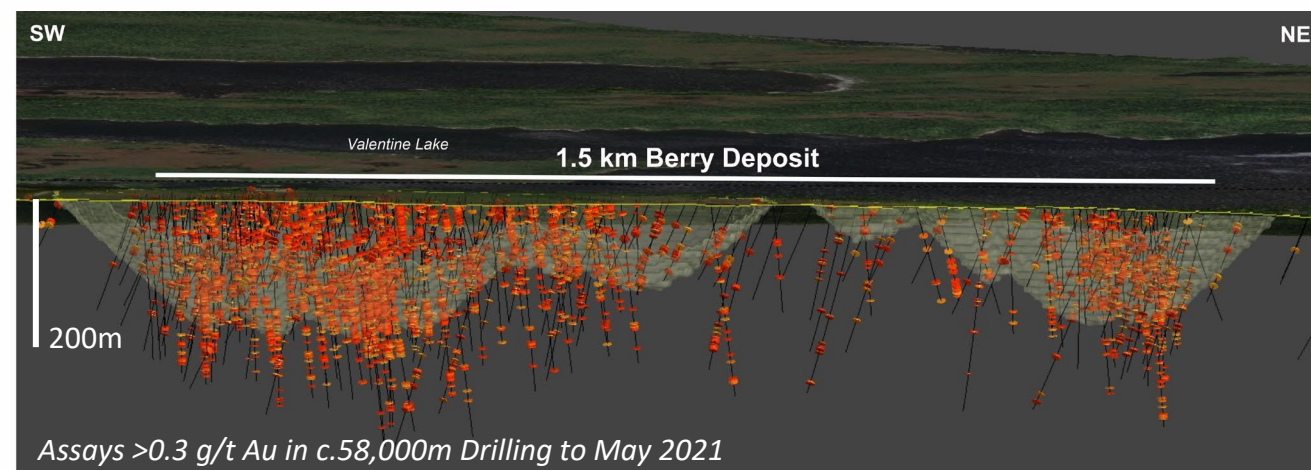 SW
NE
Valentine Lake
1.5 km Berry Deposit
200m
Assays >0.3 g/t Au in c.58,000m Drilling to May 2021